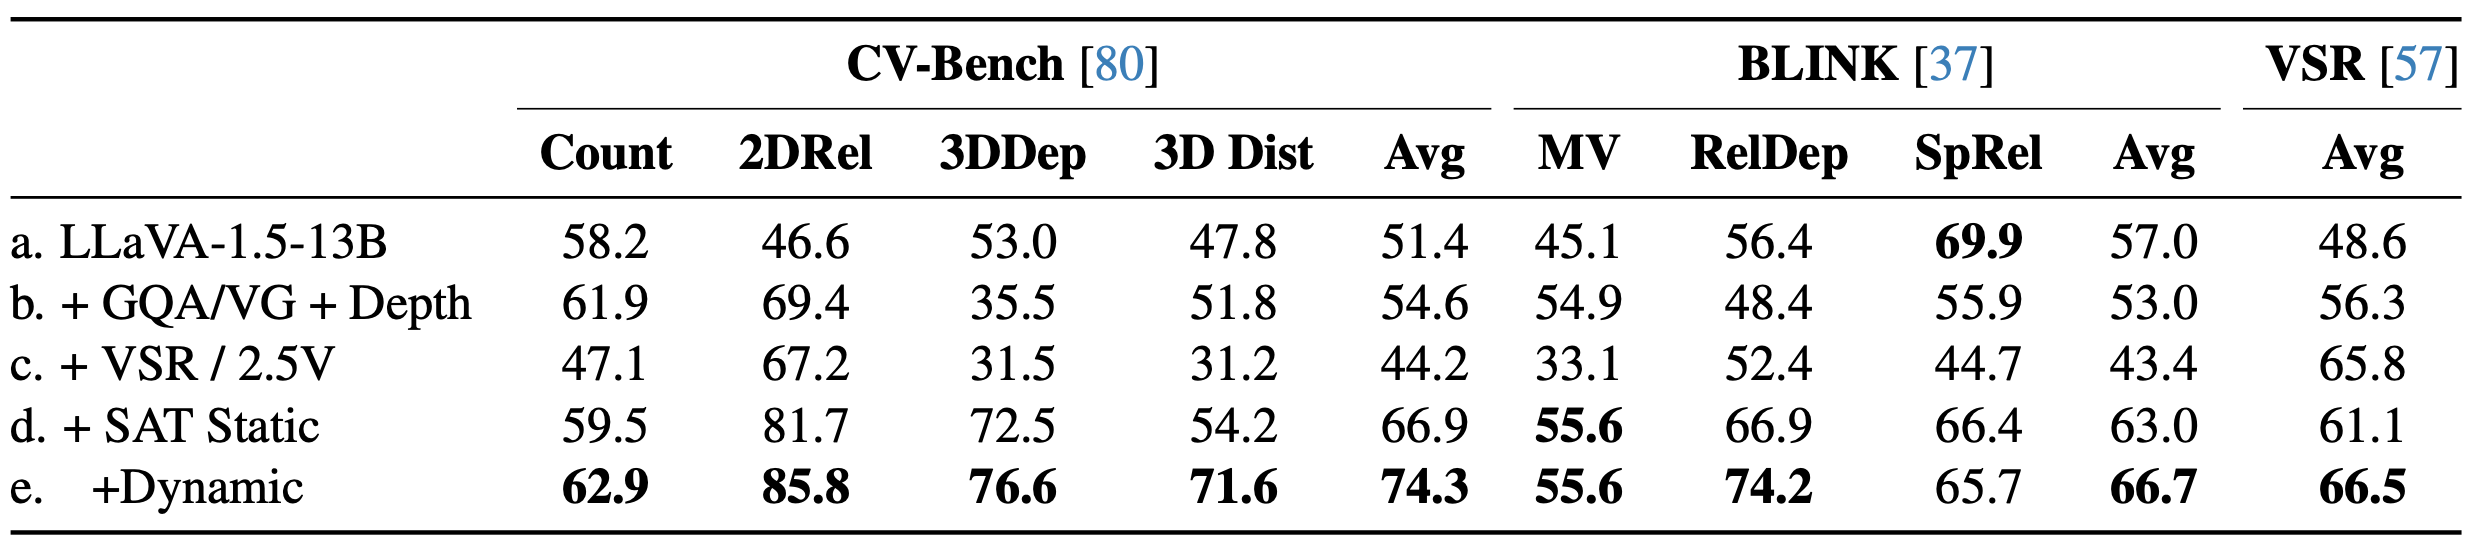 CV-Bench [80] BLINK [37] VSR [57]
Count 2DRel 3DDep 3D Dist Avg MV RelDep SpRel Avg Avg
a. LLaVA-1.5-13B 58.2 46.6 53.0 47.8 51.4 45.1 56.4 69.9 57.0 48.6
b. + GQA/VG + Depth 61.9 69.4 35.5 51.8 54.6 54.9 48.4 55.9 53.0 56.3
c. + VSR / 2.5V 47.1 67.2 31.5 31.2 44.2 33.1 52.4 44.7 43.4 65.8
d. + SAT Static 59.5 81.7 72.5 54.2 66.9 55.6 66.9 66.4 63.0 61.1
e. +Dynamic 62.9 85.8 76.6 71.6 74.3 55.6 74.2 65.7 66.7 66.5